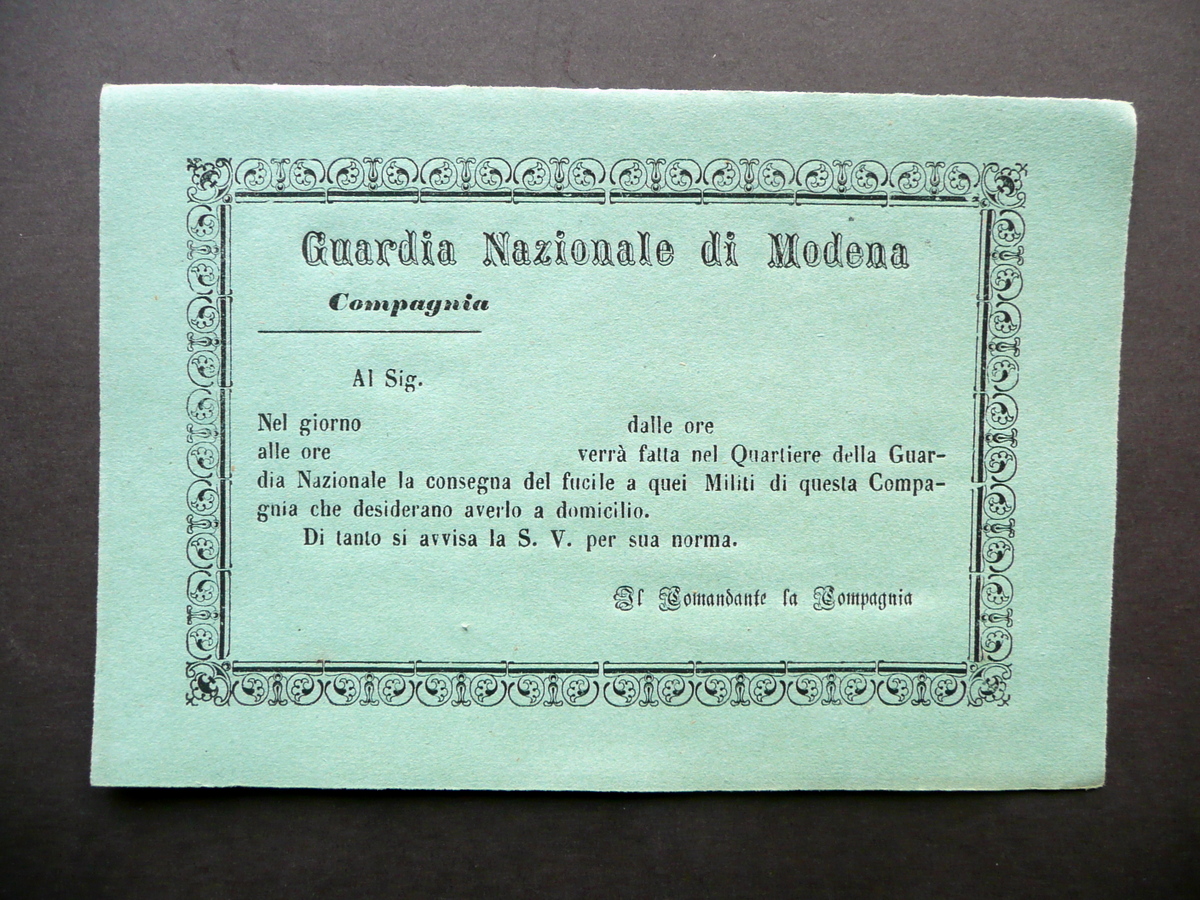 Guardia Nazionale di Modena
Compagnia
Al Sig.
Nel giorno dalle ore
alle ore verrà fatta nel Quartiere della Guar-
dia Nazionale la consegna del fucile a quei Militi di questa Compa-
gnia che desiderano averlo a domicilio.
Di tanto si avvisa la S. V. per sua norma.
Il Comandante la Compagnia